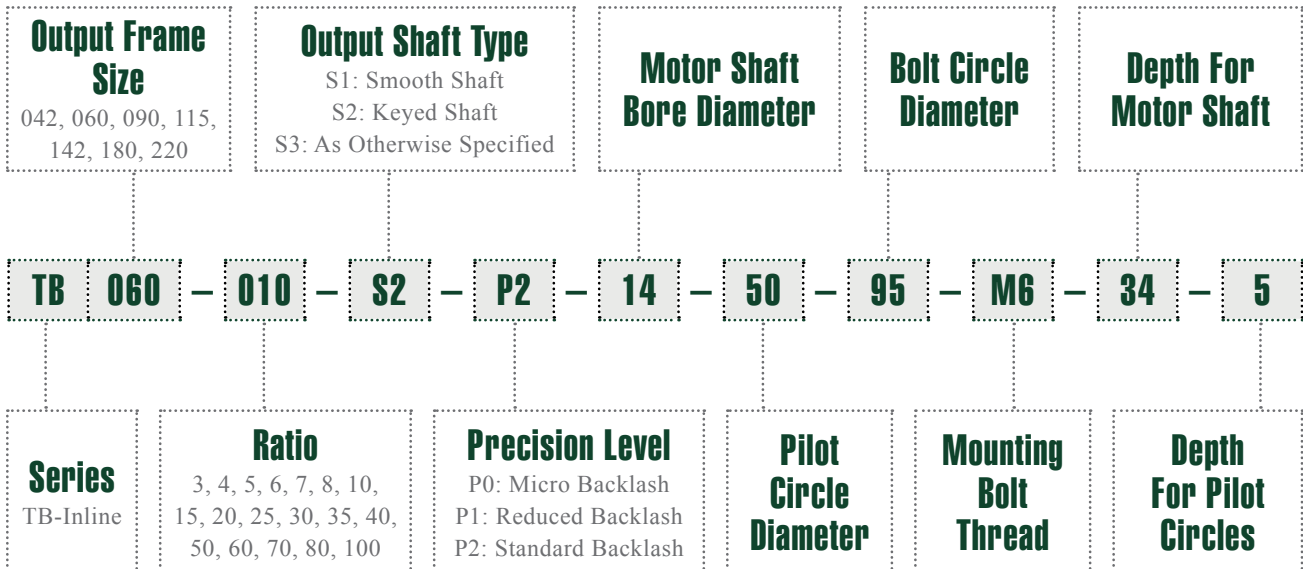 Output Frame
Size
042, 060, 090, 115,
142, 180, 220
Output Shaft Type
S1: Smooth Shaft
S2: Keyed Shaft
S3: As Otherwise Specified
Motor Shaft
Bore Diameter
Bolt Circle
Diameter
Depth For
Motor Shaft
TB 060 – 010 – S2 – P2 – 14 – 50 – 95 – M6 – 34 – 5
Series
TB-Inline
Ratio
3, 4, 5, 6, 7, 8, 10,
15, 20, 25, 30, 35, 40,
50, 60, 70, 80, 100
Precision Level
P0: Micro Backlash
P1: Reduced Backlash
P2: Standard Backlash
Pilot
Circle
Diameter
Mounting
Bolt
Thread
Depth
For Pilot
Circles